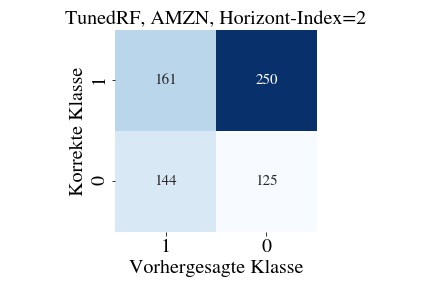 TunedRF, AMZN, Horizont-Index=2
Korrekte Klasse
1
161
250
0
144
125
1
0
Vorhergesagte Klasse